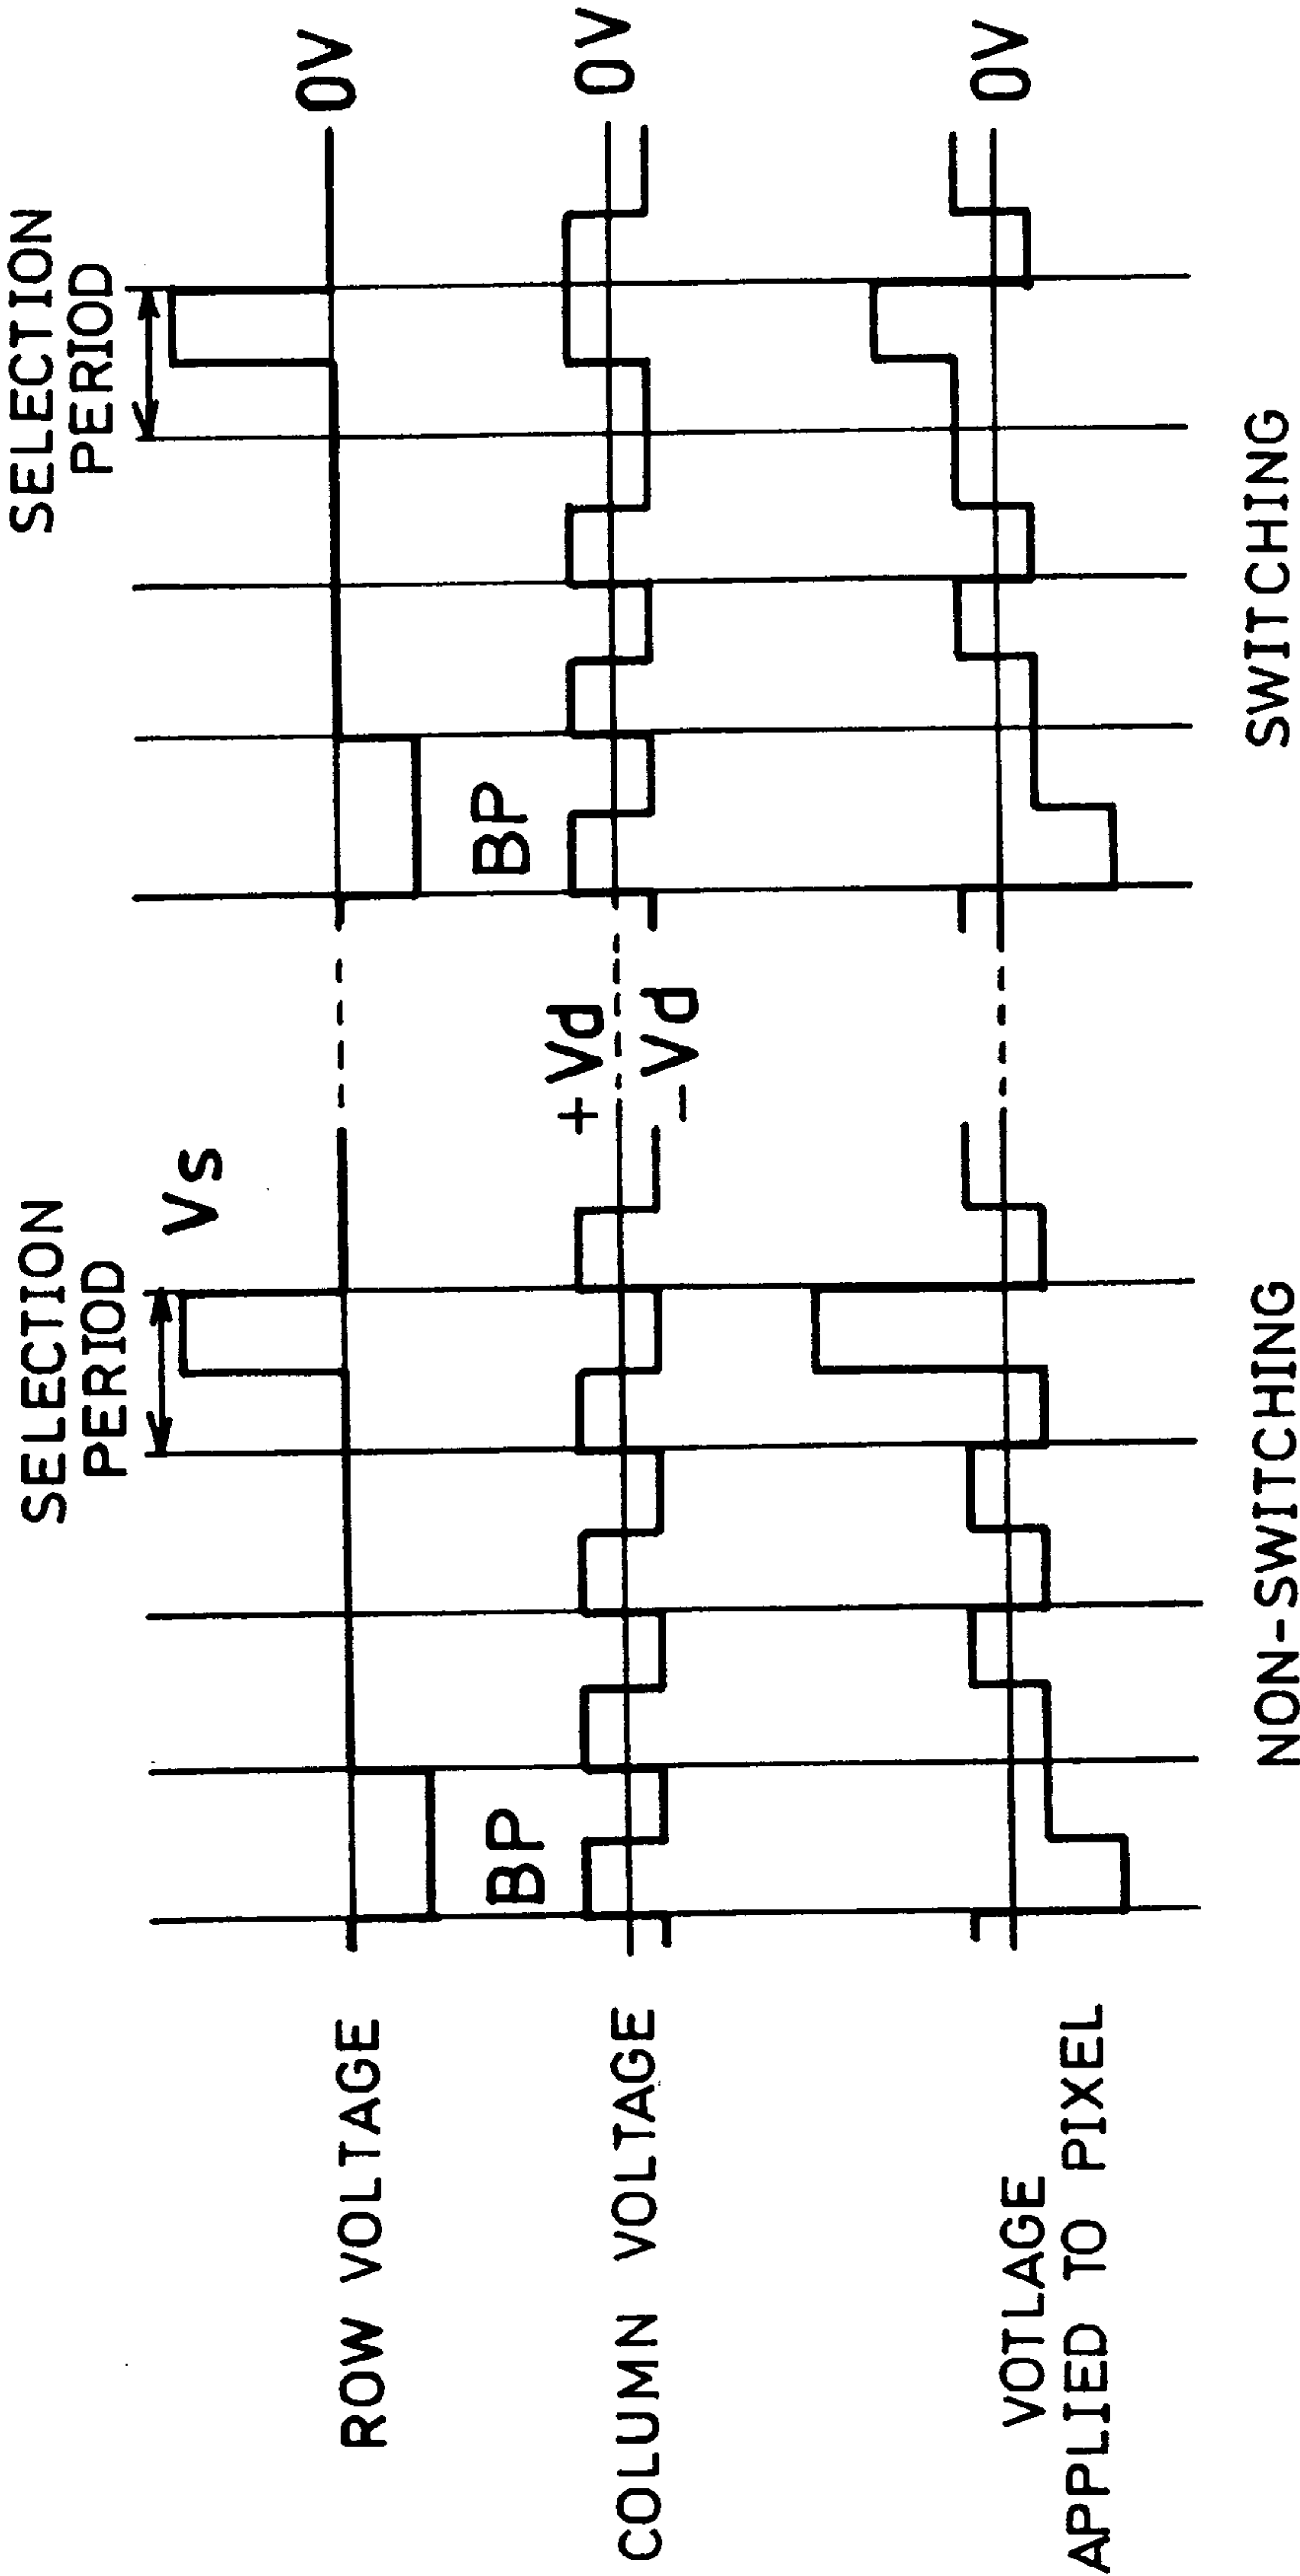 SELECTION
PERIOD
SELECTION
PERIOD
Vs
ROW VOLTAGE
0V
BP
BP
+Vd
COLUMN VOLTAGE
0V
-Vd
VOTLAGE
APPLIED TO PIXEL
0V
NON-SWITCHING
SWITCHING